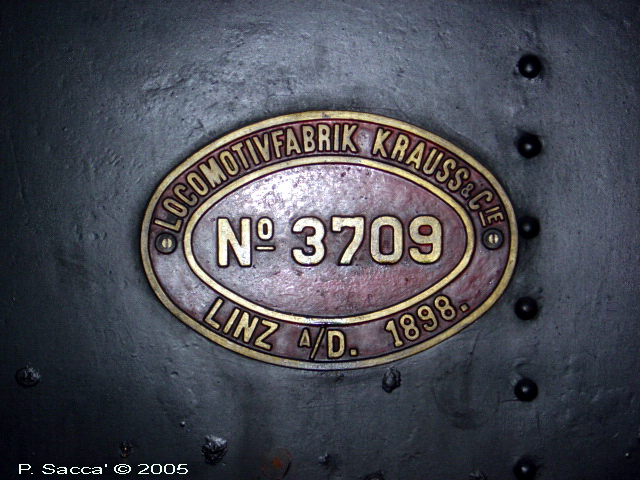 LOCOMOTIVFABRIK KRAUSS & CIE
No 3709
LINZ A/D. 1898.
P. Sacca' © 2005